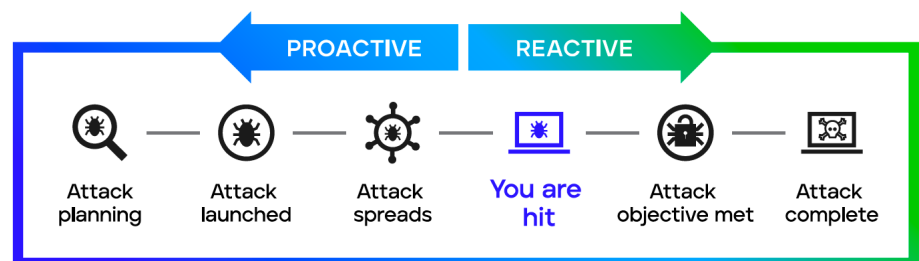 PROACTIVE
REACTIVE
Attack
planning
Attack
launched
Attack
spreads
You are
hit
Attack
objective met
Attack
complete